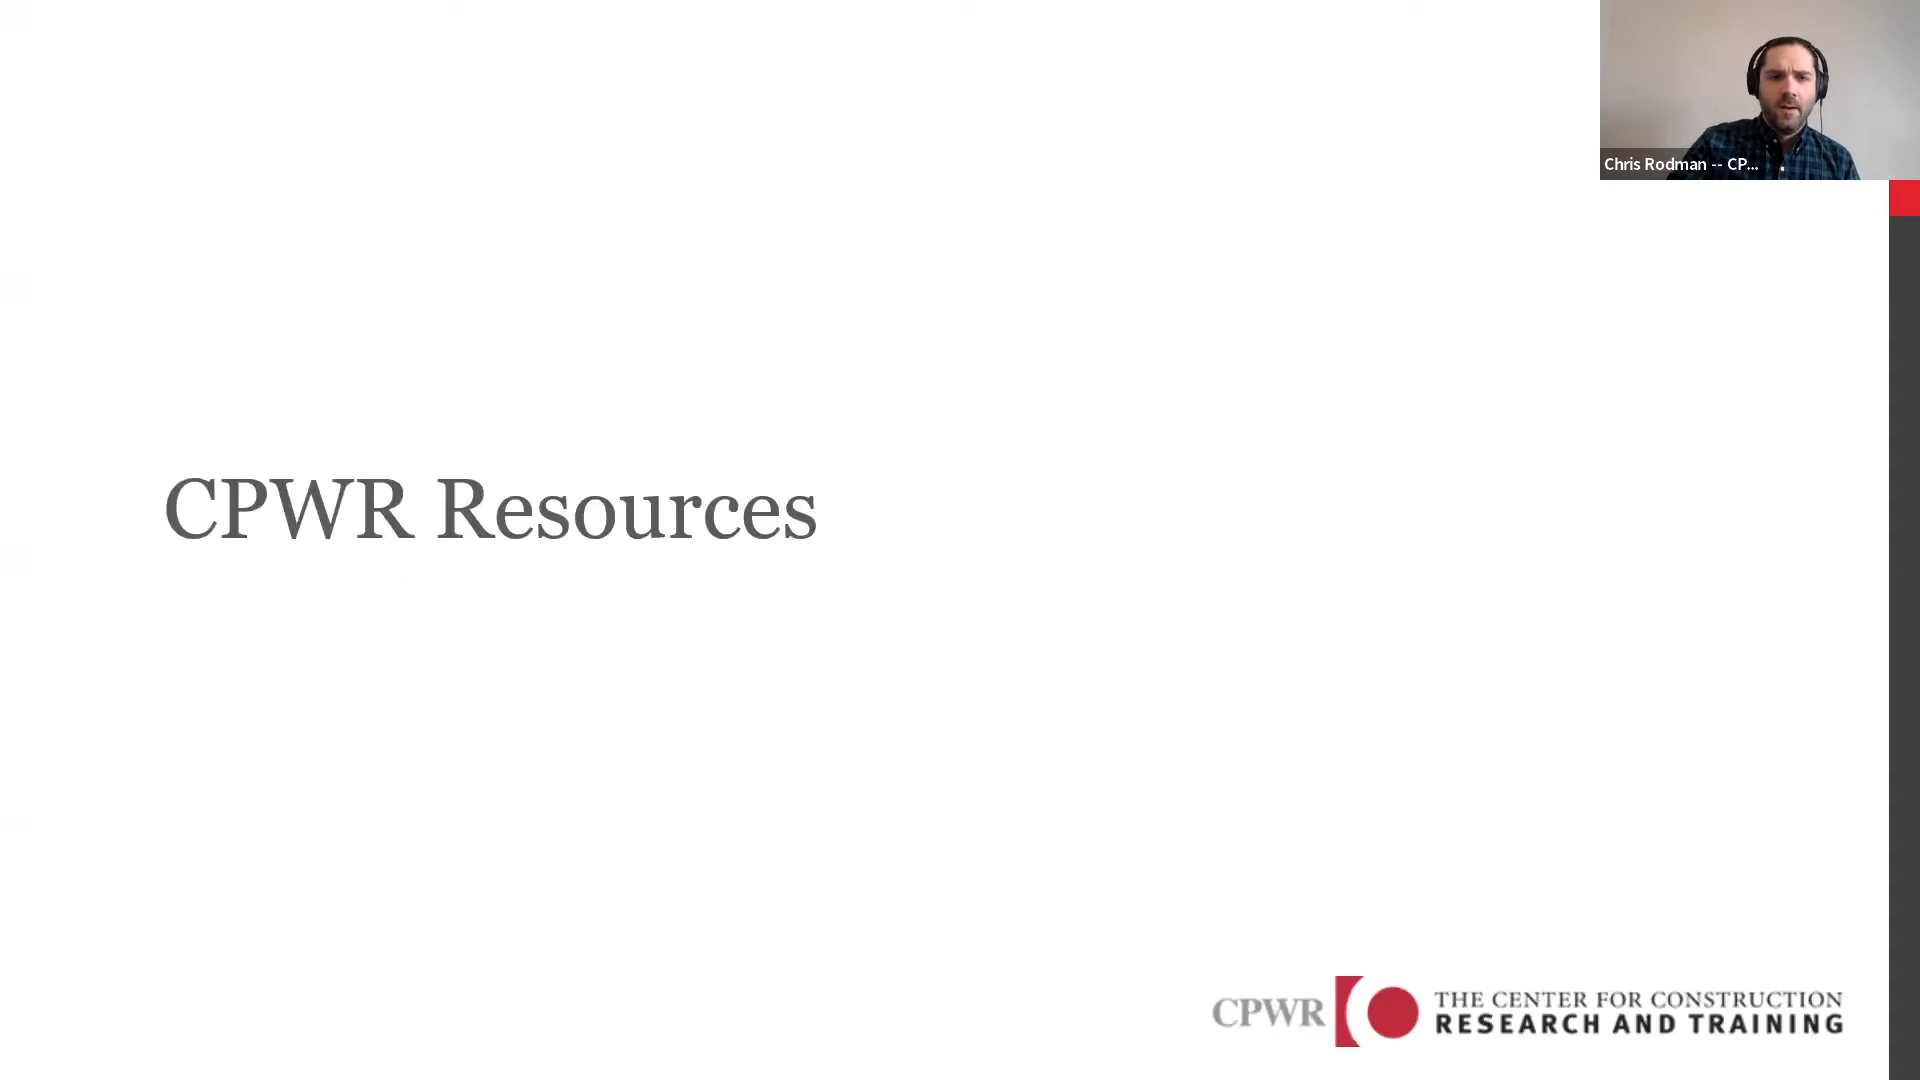 Chris Rodman -- CP...
CPWR Resources
CPWR
THE CENTER FOR CONSTRUCTION
RESEARCH AND TRAINING